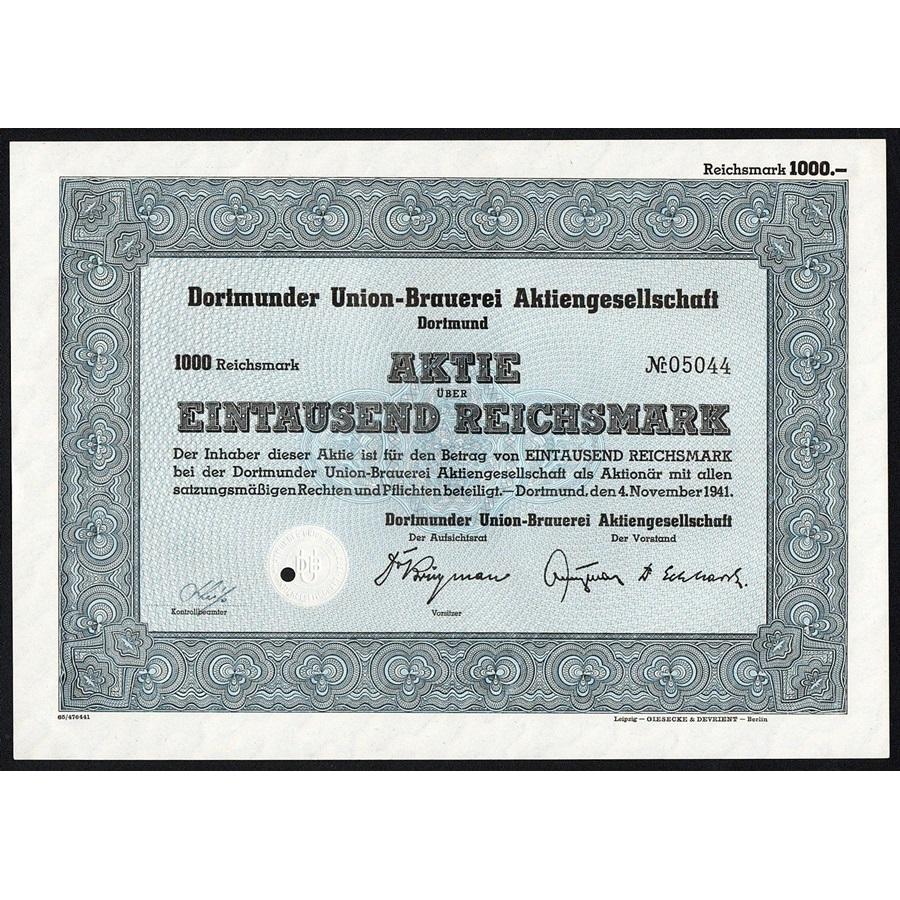 Reichsmark 1000.–
Dortmunder Union-Brauerei Aktiengesellschaft
Dortmund
1000 Reichsmark AKTIE № 05044
ÜBER
EINTAUSEND REICHSMARK
Der Inhaber dieser Aktie ist für den Betrag von EINTAUSEND REICHSMARK
bei der Dortmunder Union-Brauerei Aktiengesellschaft als Aktionär mit allen
satzungsmäßigen Rechten und Pflichten beteiligt.—Dortmund, den 4. November 1941.
Dortmunder Union-Brauerei Aktiengesellschaft
Der Aufsichtsrat Der Vorstand
Kontrollbeamter
Vorsitzer
65/476441 Leipzig — GIESECKE & DEVRIENT — Berlin